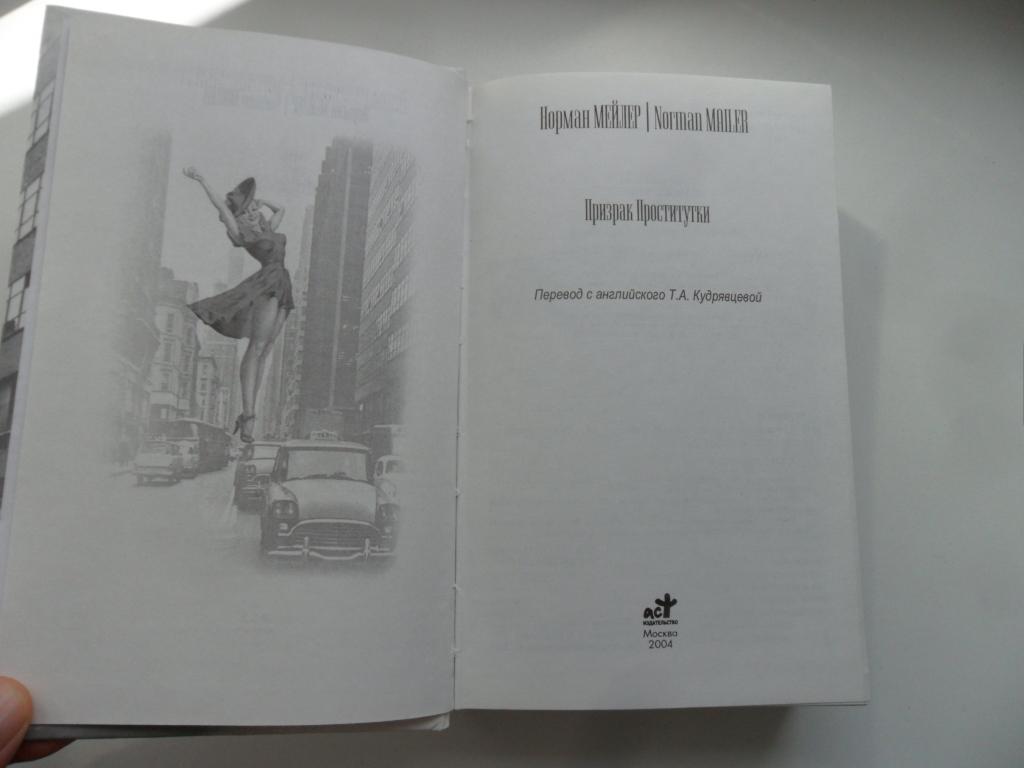 Норман МЕЙЛЕР | Norman MAILER
Призрак Проститутки
Перевод с английского Т.А. Кудрявцевой
аст
ИЗДАТЕЛЬСТВО
Москва
2004